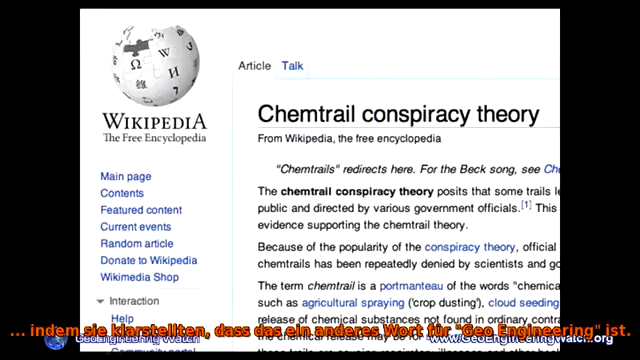 WIKIPEDIA
The Free Encyclopedia
Main page
Contents
Featured content
Current events
Random article
Donate to Wikipedia
Wikimedia Shop
Interaction
Help
Article Talk
Chemtrail conspiracy theory
From Wikipedia, the free encyclopedia
"Chemtrails" redirects here. For the Beck song, see
The chemtrail conspiracy theory posits that some trails
public and directed by various government officials.[1] This
evidence supporting the chemtrail theory.
Because of the popularity of the conspiracy theory, official
chemtrails has been repeatedly denied by scientists and
The term chemtrail is a portmanteau of the words "chemica
such as agricultural spraying ('crop dusting'), cloud seeding
release of chemical substances not found in ordinary contra
... indem sie klarstellten, dass das ein anderes Wort für "Geo Engineering" ist.
GeoEngineering Watch
www.GeoEngineeringWatch.org